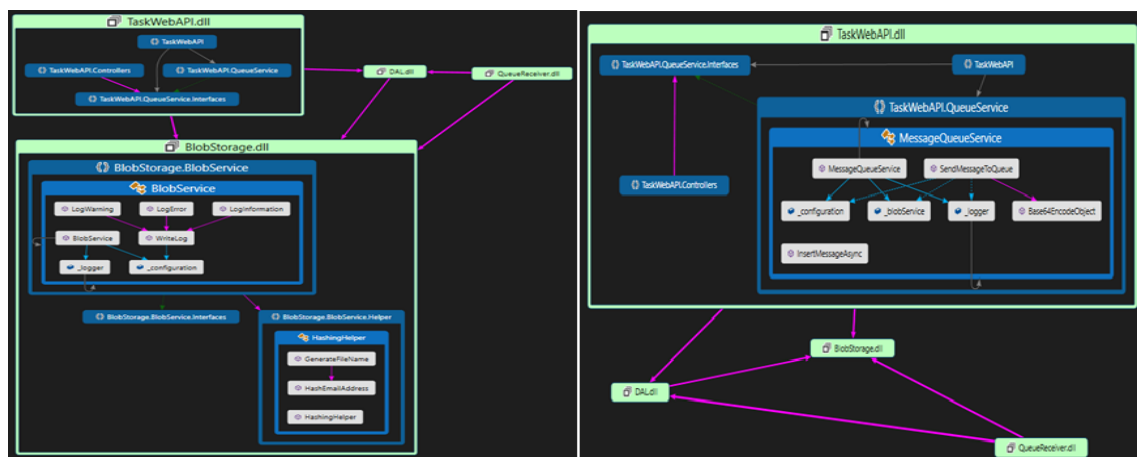 TaskWebAPI.dll
TaskWebAPI
TaskWebAPI.Controllers
TaskWebAPI.QueueService
TaskWebAPI.QueueService.Interfaces
DAL.dll
QueueReceiver.dll
BlobStorage.dll
BlobStorage.BlobService
BlobService
LogWarning
LogError
LogInformation
BlobService
WriteLog
_logger
_configuration
BlobStorage.BlobService.Interfaces
BlobStorage.BlobService.Helper
HashingHelper
GenerateFileName
HashEmailAddress
HashingHelper
TaskWebAPI.dll
TaskWebAPI.QueueService.Interfaces
TaskWebAPI
TaskWebAPI.QueueService
MessageQueueService
MessageQueueService
SendMessageToQueue
TaskWebAPI.Controllers
_configuration
_blobService
_logger
Base64EncodeObject
InsertMessageAsync
BlobStorage.dll
DAL.dll
QueueReceiver.dll